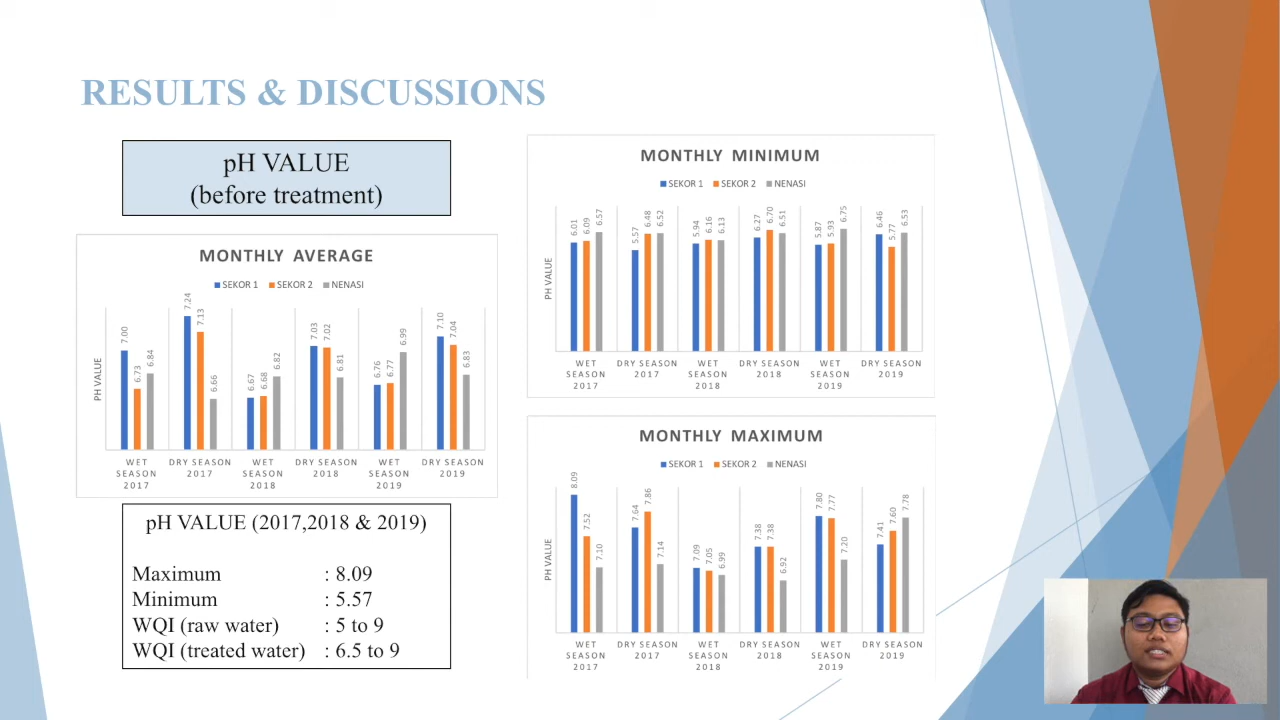 RESULTS & DISCUSSIONS
pH VALUE
(before treatment)
MONTHLY AVERAGE
SEKOR 1 SEKOR 2 NENASI
PH VALUE
7.00 6.73 6.84 7.24 7.13 6.66 6.67 6.68 6.82 7.03 7.02 6.81 6.76 6.77 6.99 7.10 7.04 6.83
WET DRY SEASON WET DRY SEASON WET DRY SEASON
SEASON 2017 SEASON 2018 SEASON 2019
2017 2018 2019
pH VALUE (2017,2018 & 2019)
Maximum : 8.09
Minimum : 5.57
WQI (raw water) : 5 to 9
WQI (treated water) : 6.5 to 9
MONTHLY MINIMUM
SEKOR 1 SEKOR 2 NENASI
PH VALUE
6.01 6.09 6.57 5.57 6.48 6.52 5.94 6.16 6.13 6.27 6.70 6.51 5.87 5.93 6.75 6.46 5.77 6.53
WET DRY SEASON WET DRY SEASON WET DRY SEASON
SEASON 2017 SEASON 2018 SEASON 2019
2017 2018 2019
MONTHLY MAXIMUM
SEKOR 1 SEKOR 2 NENASI
PH VALUE
8.09 7.52 7.10 7.64 7.86 7.14 7.09 7.05 6.99 7.38 7.38 6.92 7.80 7.77 7.20 7.41 7.60 7.78
WET DRY SEASON WET DRY SEASON WET DRY SEASON
SEASON 2017 SEASON 2018 SEASON 2019
2017 2018 2019